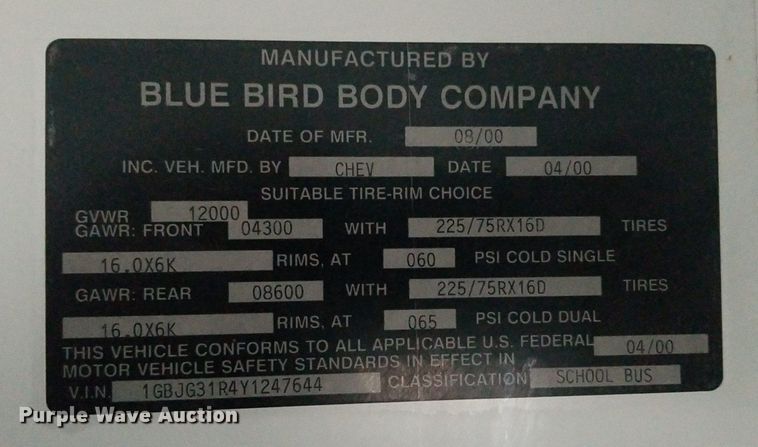 MANUFACTURED BY
BLUE BIRD BODY COMPANY
DATE OF MFR. 08/00
INC. VEH. MFD. BY CHEV DATE 04/00
SUITABLE TIRE-RIM CHOICE
GVWR 12000
GAWR: FRONT 04300 WITH 225/75RX16D TIRES
16.0X6K RIMS, AT 060 PSI COLD SINGLE
GAWR: REAR 08600 WITH 225/75RX16D TIRES
16.0X6K RIMS, AT 065 PSI COLD DUAL
THIS VEHICLE CONFORMS TO ALL APPLICABLE U.S. FEDERAL 04/00
MOTOR VEHICLE SAFETY STANDARDS IN EFFECT IN
V.I.N. 1GBJG31R4Y1247644 CLASSIFICATION SCHOOL BUS
Purple Wave Auction